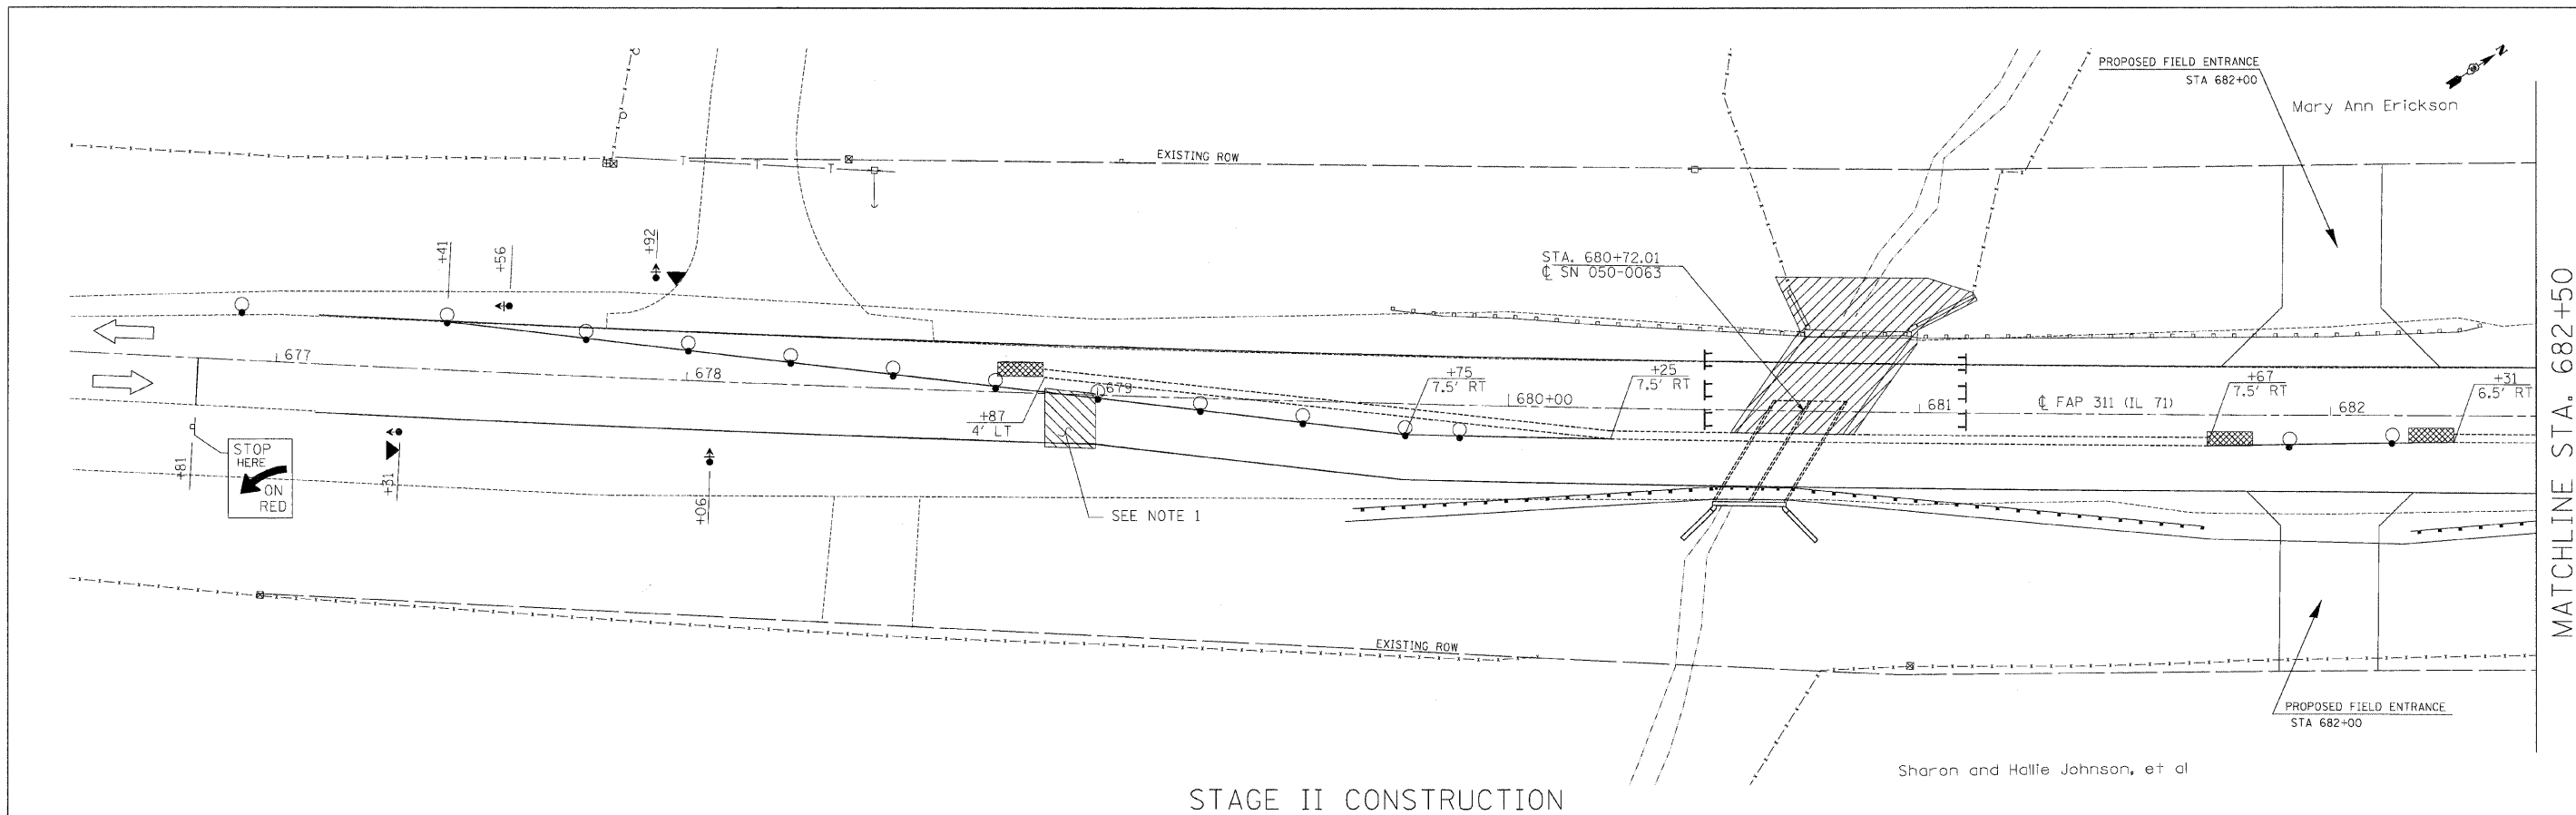 PROPOSED FIELD ENTRANCE
STA 682+00
N
Mary Ann Erickson
EXISTING ROW
+41
+56
+92
STA. 680+72.01
℄ SN 050-0063
677
678
679
680+00
681
℄ FAP 311 (IL 71)
682
+87
4' LT
+75
7.5' RT
+25
7.5' RT
+67
7.5' RT
+31
6.5' RT
+81
STOP
HERE
ON
RED
+31
+06
SEE NOTE 1
EXISTING ROW
PROPOSED FIELD ENTRANCE
STA 682+00
Sharon and Hallie Johnson, et al
MATCHLINE STA. 682+50
STAGE II CONSTRUCTION